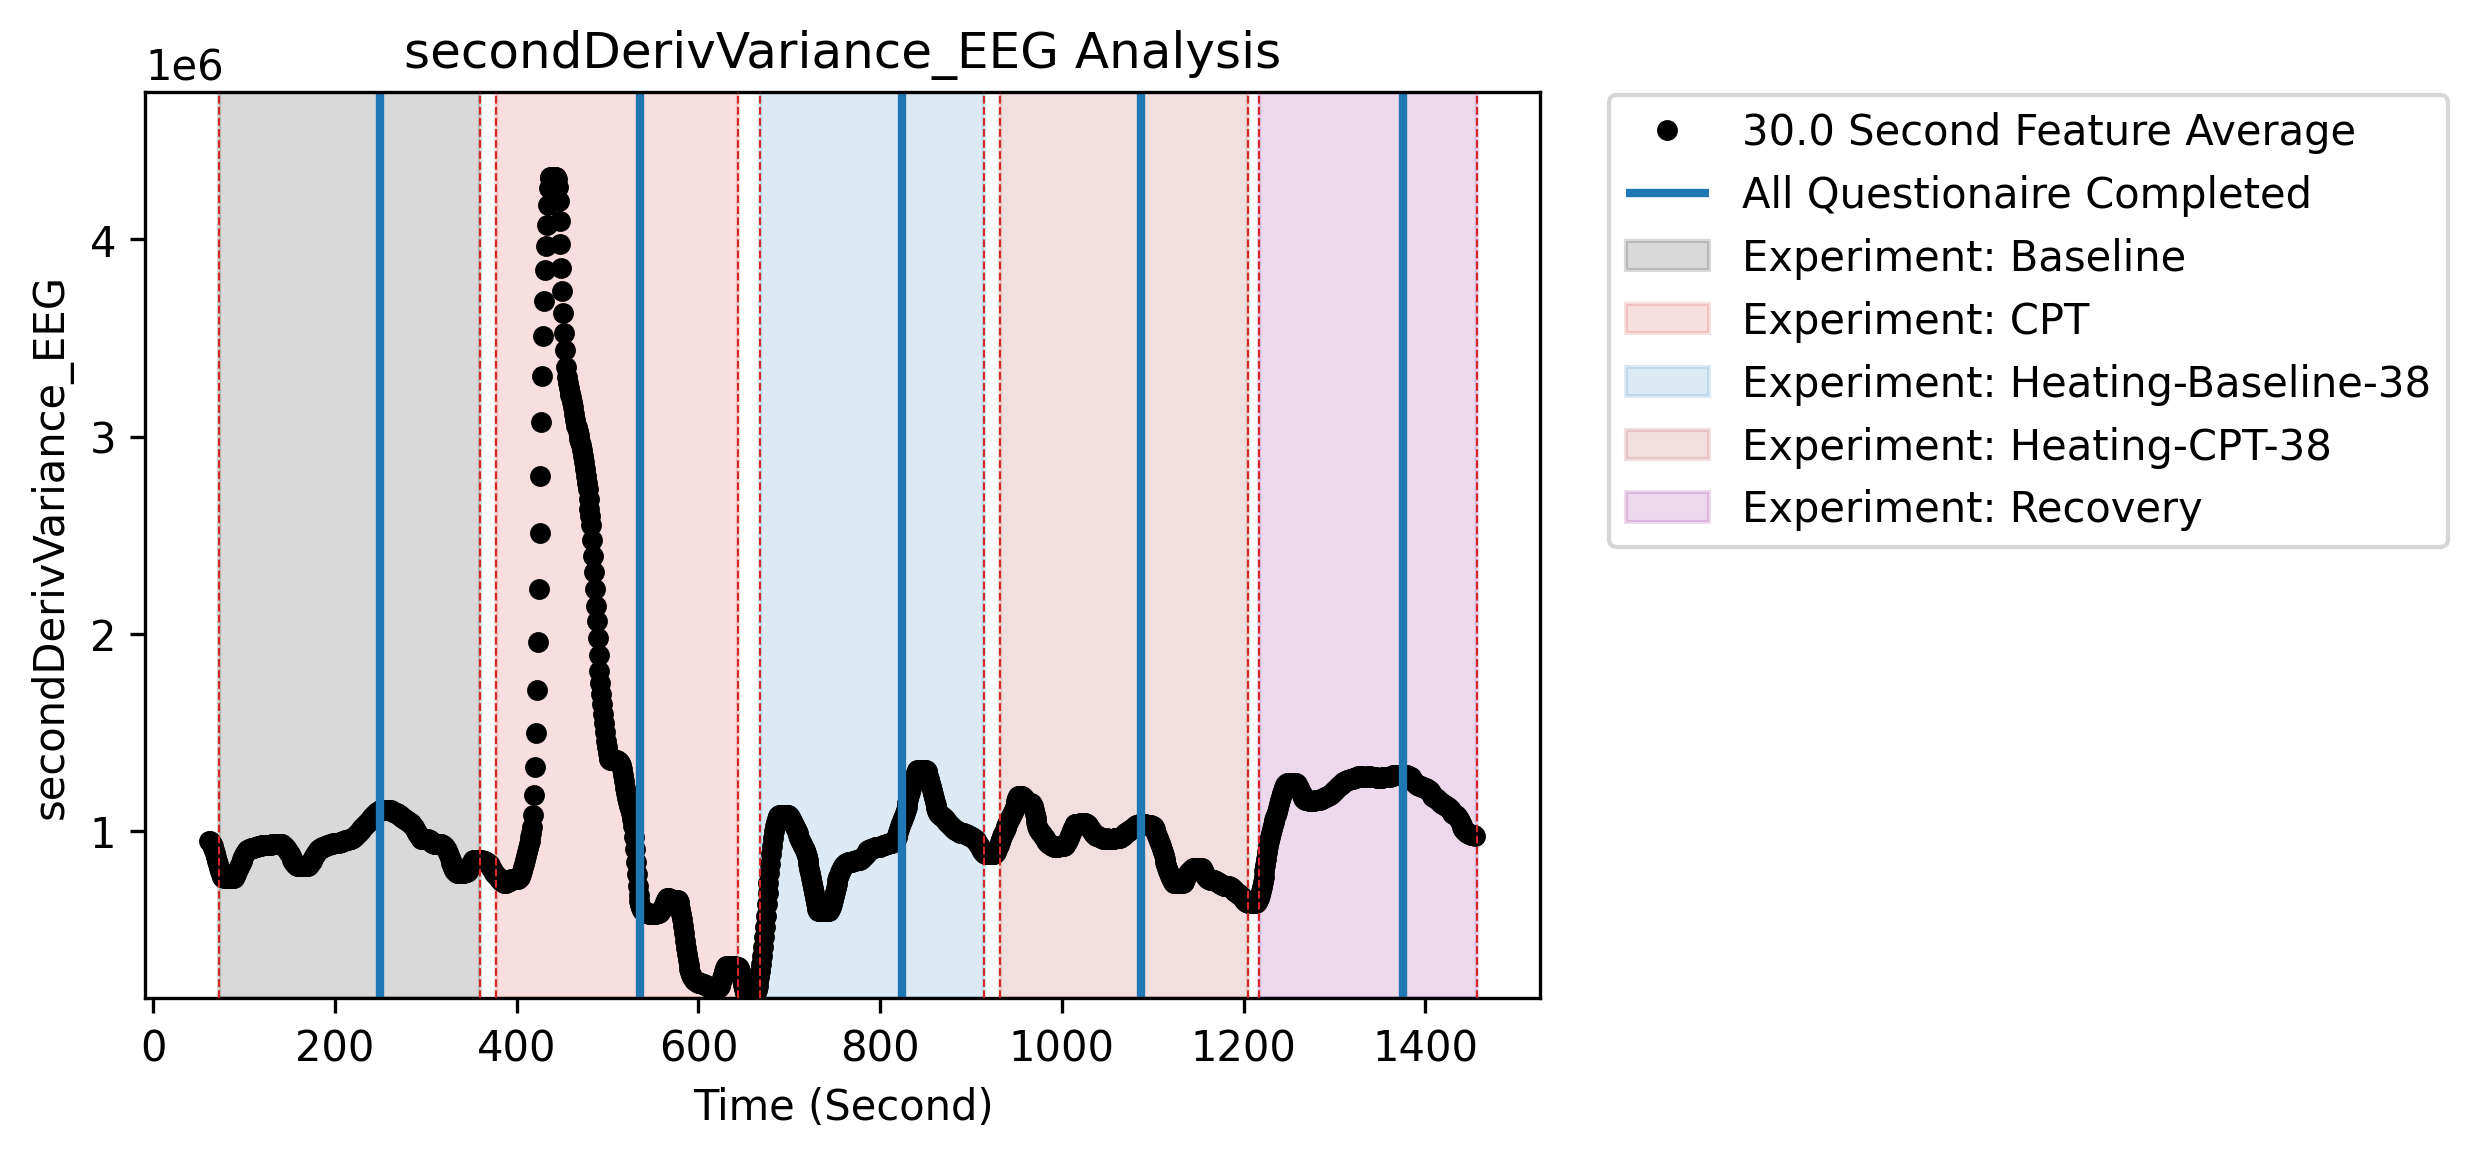 secondDerivVariance_EEG Analysis
1e6
secondDerivVariance_EEG
4
3
2
1
0 200 400 600 800 1000 1200 1400
Time (Second)
30.0 Second Feature Average
All Questionaire Completed
Experiment: Baseline
Experiment: CPT
Experiment: Heating-Baseline-38
Experiment: Heating-CPT-38
Experiment: Recovery